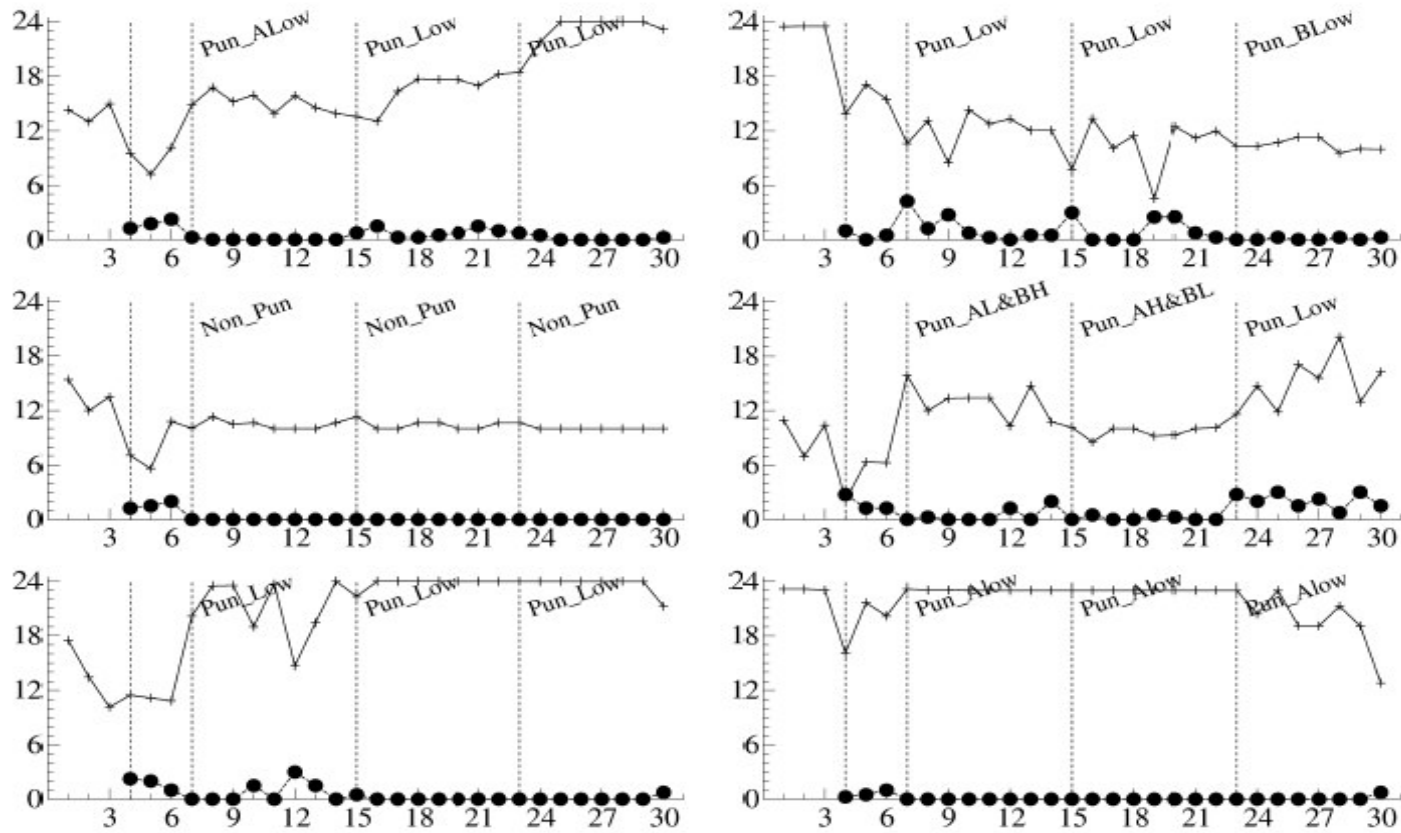 24 Pun_ALow Pun_Low Pun_Low 24 Pun_Low Pun_Low Pun_BLow
18 18
12 12
6 6
0 0
3 6 9 12 15 18 21 24 27 30 3 6 9 12 15 18 21 24 27 30
24 Non_Pun Non_Pun Non_Pun 24 Pun_AL&BH Pun_AH&BL Pun_Low
18 18
12 12
6 6
0 0
3 6 9 12 15 18 21 24 27 30 3 6 9 12 15 18 21 24 27 30
24 Pun_Low Pun_Low Pun_Low 24 Pun_Alow Pun_Alow Pun_Alow
18 18
12 12
6 6
0 0
3 6 9 12 15 18 21 24 27 30 3 6 9 12 15 18 21 24 27 30